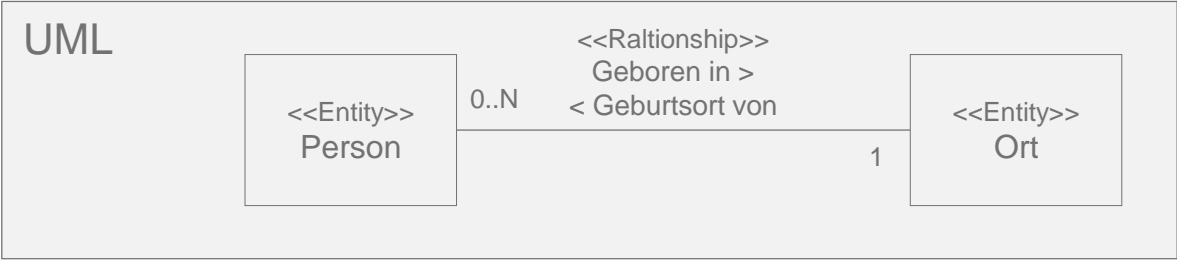 UML
<<Raltionship>>
Geboren in >
< Geburtsort von
<<Entity>>
Person
0..N
1
<<Entity>>
Ort